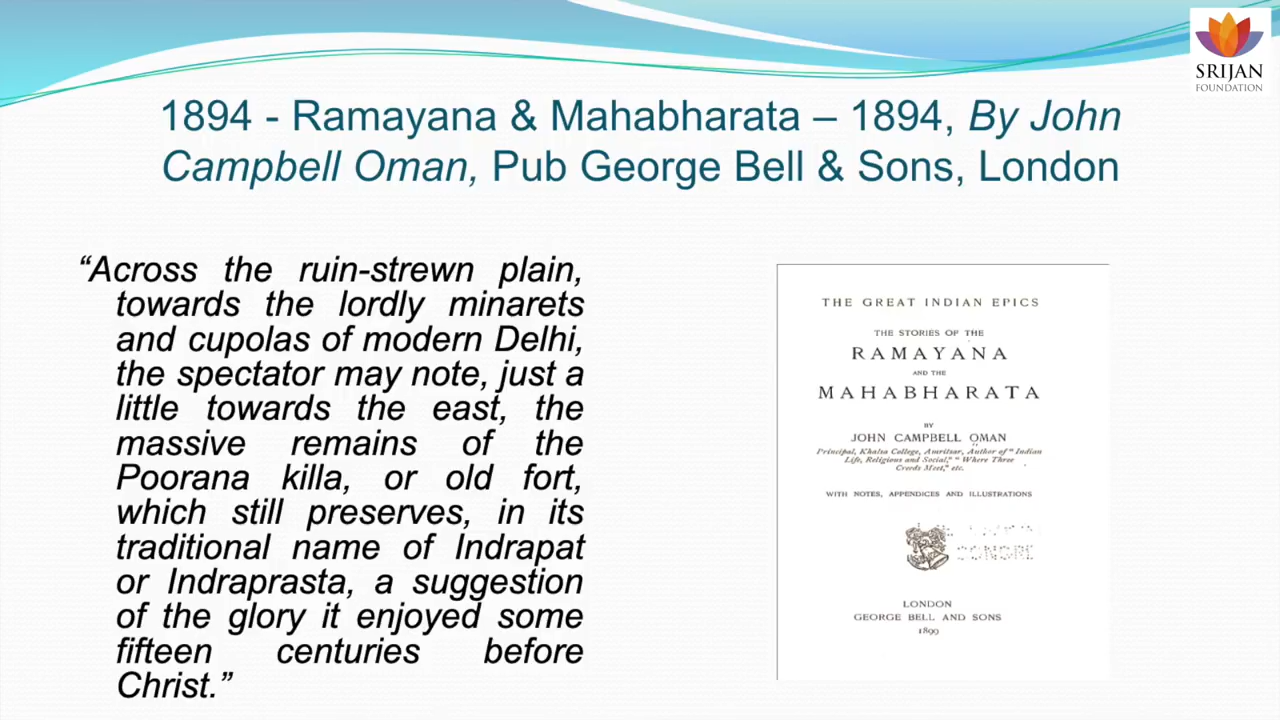 SRIJAN
FOUNDATION
1894 - Ramayana & Mahabharata – 1894, By John
Campbell Oman, Pub George Bell & Sons, London
“Across the ruin-strewn plain,
towards the lordly minarets
and cupolas of modern Delhi,
the spectator may note, just a
little towards the east, the
massive remains of the
Poorana killa, or old fort,
which still preserves, in its
traditional name of Indrapat
or Indraprasta, a suggestion
of the glory it enjoyed some
fifteen centuries before
Christ.”
THE GREAT INDIAN EPICS
THE STORIES OF THE
RAMAYANA
AND THE
MAHABHARATA
BY
JOHN CAMPBELL OMAN
Principal, Khalsa College, Amritsar, Author of “Indian
Life, Religious and Social,” “Where Three
Creeds Meet,” etc.
WITH NOTES, APPENDICES AND ILLUSTRATIONS
LONDON
GEORGE BELL AND SONS
1899